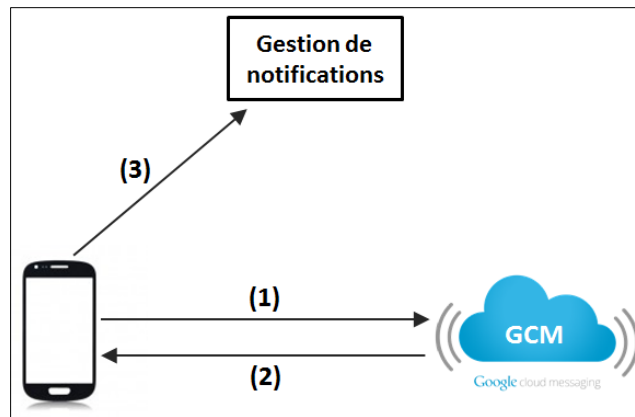 Gestion de
notifications
(3)
(1)
GCM
(2)
Google cloud messaging